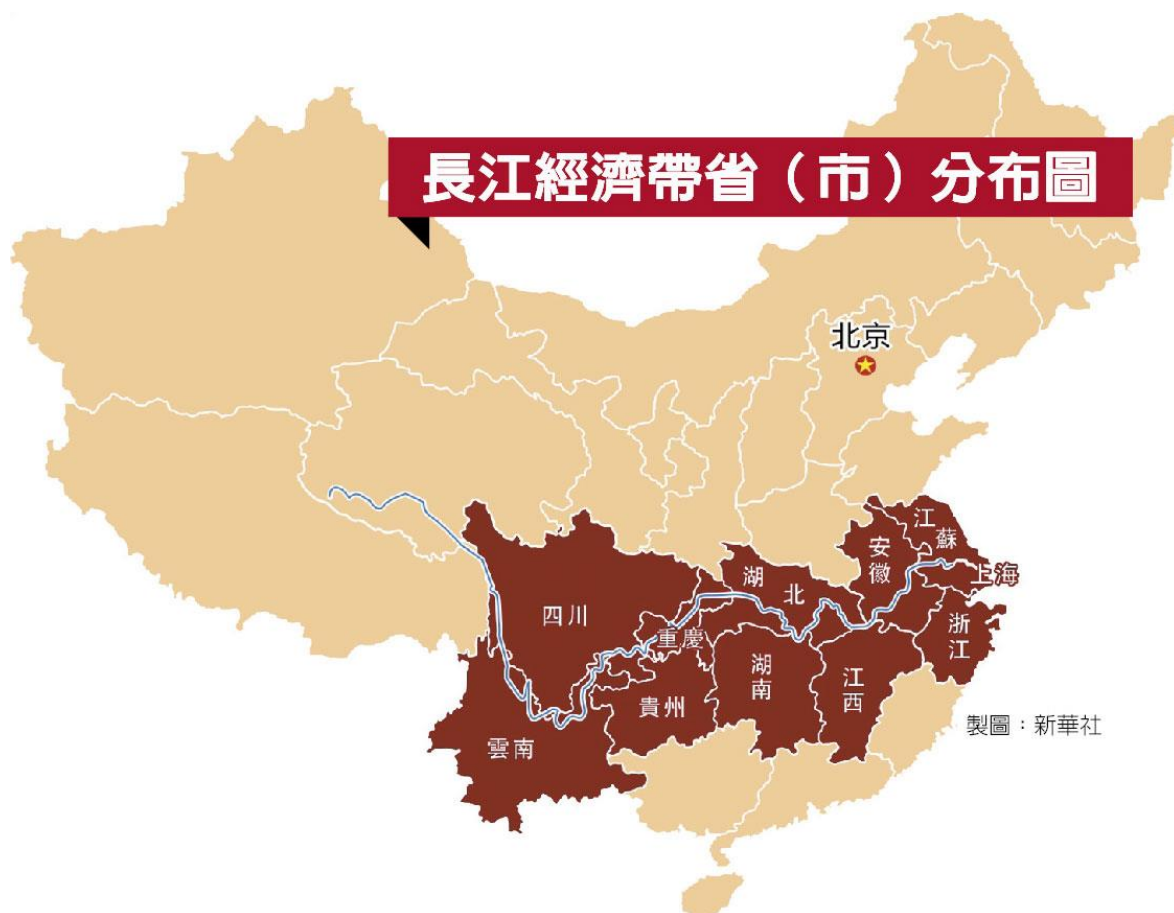 長江經濟帶省（市）分布圖
北京
江蘇
安徽
上海
湖北
四川
重慶
浙江
湖南
江西
貴州
雲南
製圖：新華社